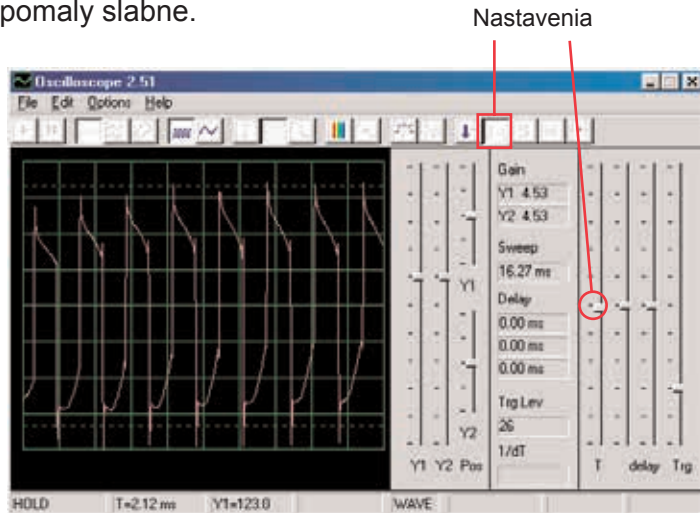 pomaly slabne.
Nastavenia
Oscilloscope 2.51
File Edit Options Help
Gain
Y1 4.53
Y2 4.53
Sweep
16.27 ms
Y1
Delay
0.00 ms
0.00 ms
0.00 ms
Trg Lev
26
Y2
1/dT
Y1 Y2 Pos
T delay Trg
HOLD T=2.12 ms Y1=123.0 WAVE